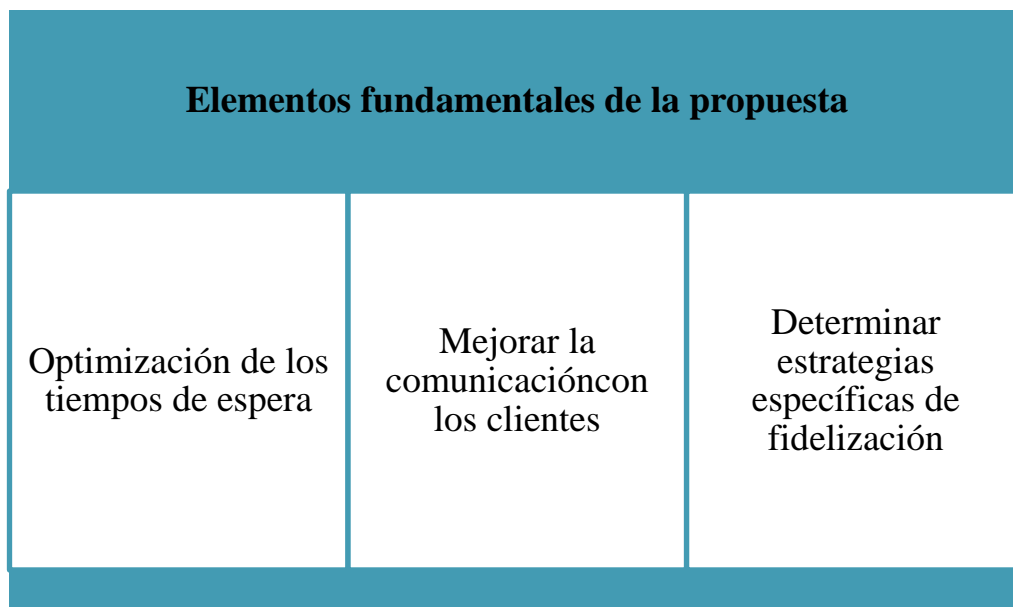 Elementos fundamentales de la propuesta
Optimización de los
tiempos de espera
Mejorar la
comunicacióncon
los clientes
Determinar
estrategias
específicas de
fidelización